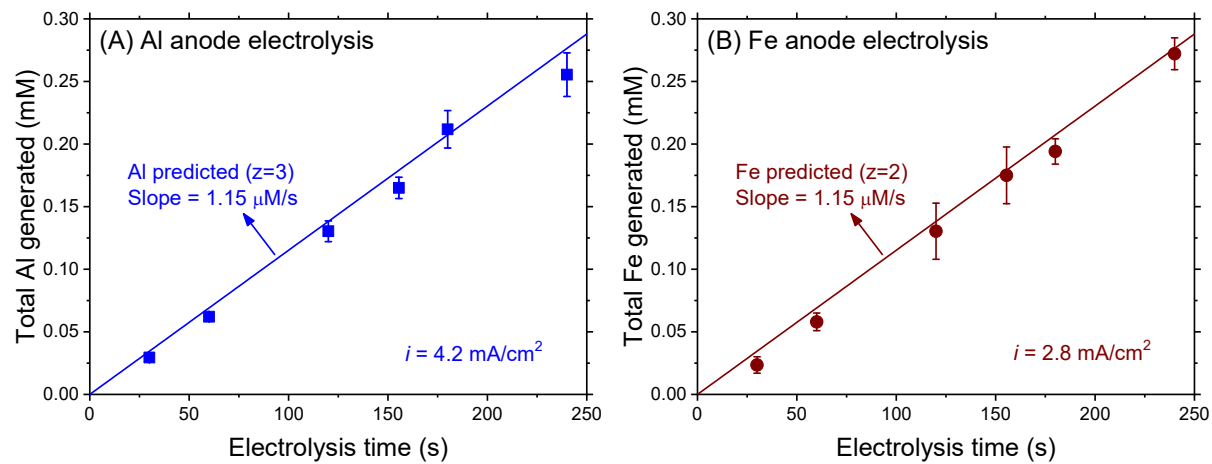 (A) Al anode electrolysis
Total Al generated (mM)
0.30
0.25
0.20
0.15
0.10
0.05
0.00
Al predicted (z=3)
Slope = 1.15 μM/s
i = 4.2 mA/cm²
0 50 100 150 200 250
Electrolysis time (s)
(B) Fe anode electrolysis
Total Fe generated (mM)
0.30
0.25
0.20
0.15
0.10
0.05
0.00
Fe predicted (z=2)
Slope = 1.15 μM/s
i = 2.8 mA/cm²
0 50 100 150 200 250
Electrolysis time (s)